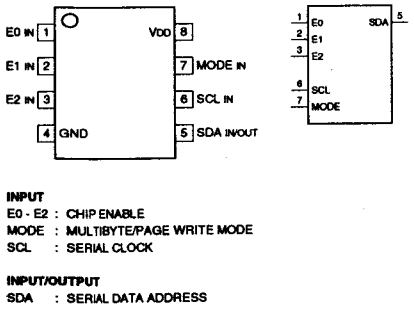 E0 IN 1
VDD 8
E1 IN 2
7 MODE IN
E2 IN 3
6 SCL IN
4 GND
5 SDA IN/OUT
1 E0
SDA 5
2 E1
3 E2
6 SCL
7 MODE
INPUT
E0 - E2 : CHIP ENABLE
MODE : MULTIBYTE/PAGE WRITE MODE
SCL : SERIAL CLOCK
INPUT/OUTPUT
SDA : SERIAL DATA ADDRESS